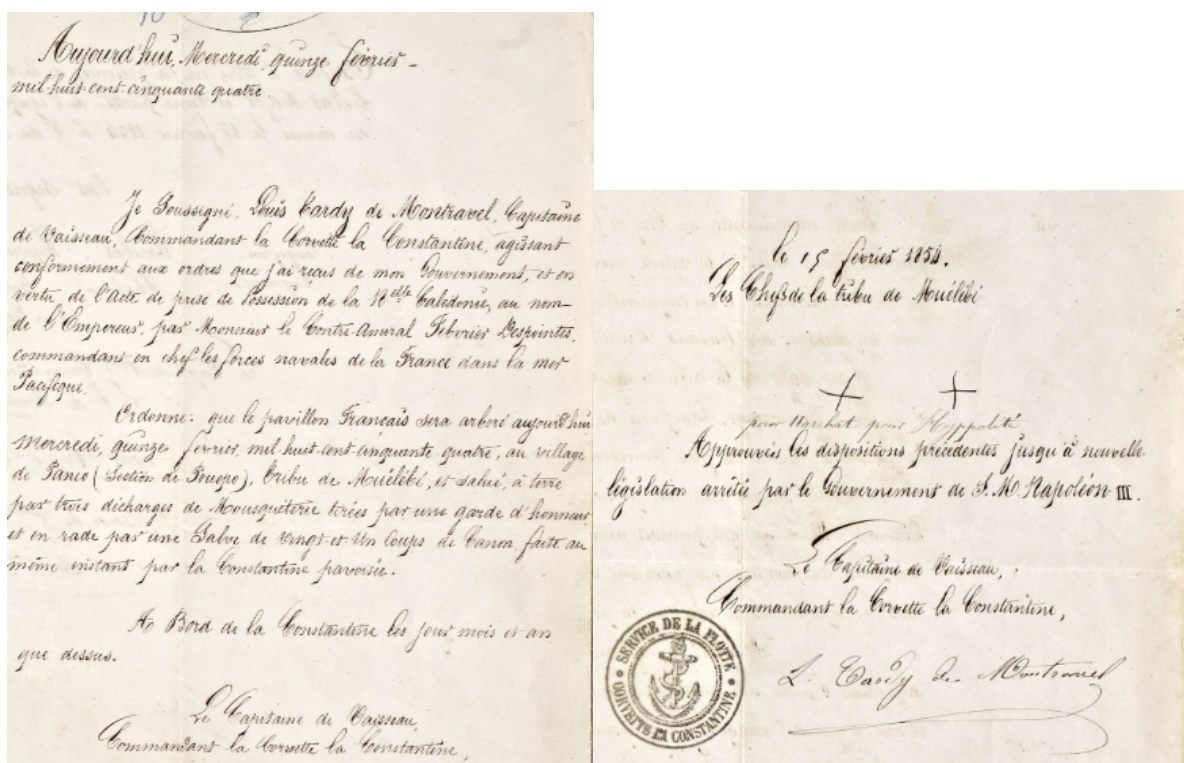 Aujourd'hui, Mercredi, quinze février -
mil-huit-cent-cinquante quatre
Je Soussigné, Louis Tardy de Montravel, Capitaine
de Vaisseau, Commandant la Corvette la Constantine, agissant
conformément aux ordres que j'ai reçus de mon Gouvernement, et en
vertu, de l'Acte de prise de Possession de la Nelle Calédonie, au nom-
de l'Empereur, par Monsieur le Contre-Amiral Febvrier Despointes,
commandant en chef les forces navales de la France dans la mer
Pacifique.
Ordonne: que le pavillon Français sera arboré aujourd'hui
Mercredi, quinze février, mil huit-cent-cinquante quatre, au village
de (Section de Pouepo), Tribu de Muélébé, et salué, à terre
par trois décharges de Mousqueterie tirées par une garde d'honneur
et en rade par une Salve de vingt-et-Un Coups de Canon, faite au
même instant par la Constantine pavoisée.
A Bord de la Constantine les jour, mois et an
que dessus.
Le Capitaine de Vaisseau,
Commandant la Corvette la Constantine,
le 15 février 1854.
Les Chefs de la tribu de Muélébé
pour pour Hyppolité
Approuvés les dispositions précédentes jusqu'à nouvelle
législation arrêtée par le Gouvernement de S. M. Napoléon III.
Le Capitaine de Vaisseau,
Commandant la Corvette la Constantine,
SERVICE DE LA FLOTTE
CORVETTE LA CONSTANTINE
L. Tardy de Montravel